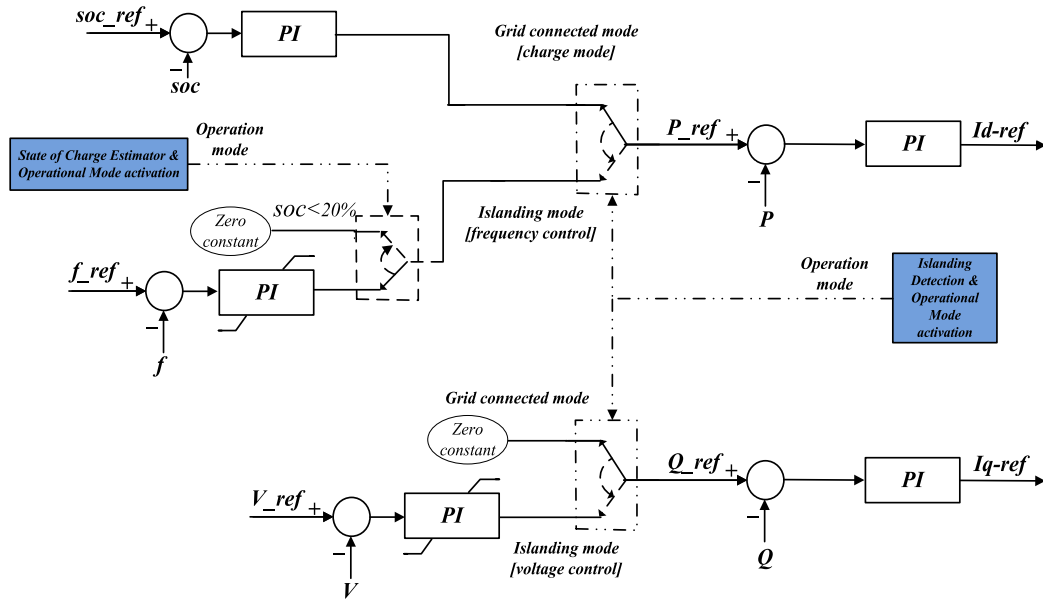 soc_ref +
PI
−
soc
Grid connected mode
[charge mode]
Operation
mode
State of Charge Estimator &
Operational Mode activation
P_ref +
PI
Id-ref
−
P
soc<20%
Zero
constant
Islanding mode
[frequency control]
f_ref +
PI
−
f
Operation
mode
Islanding
Detection &
Operational
Mode
activation
Grid connected mode
Zero
constant
Q_ref +
PI
Iq-ref
−
Q
V_ref +
PI
−
V
Islanding mode
[voltage control]